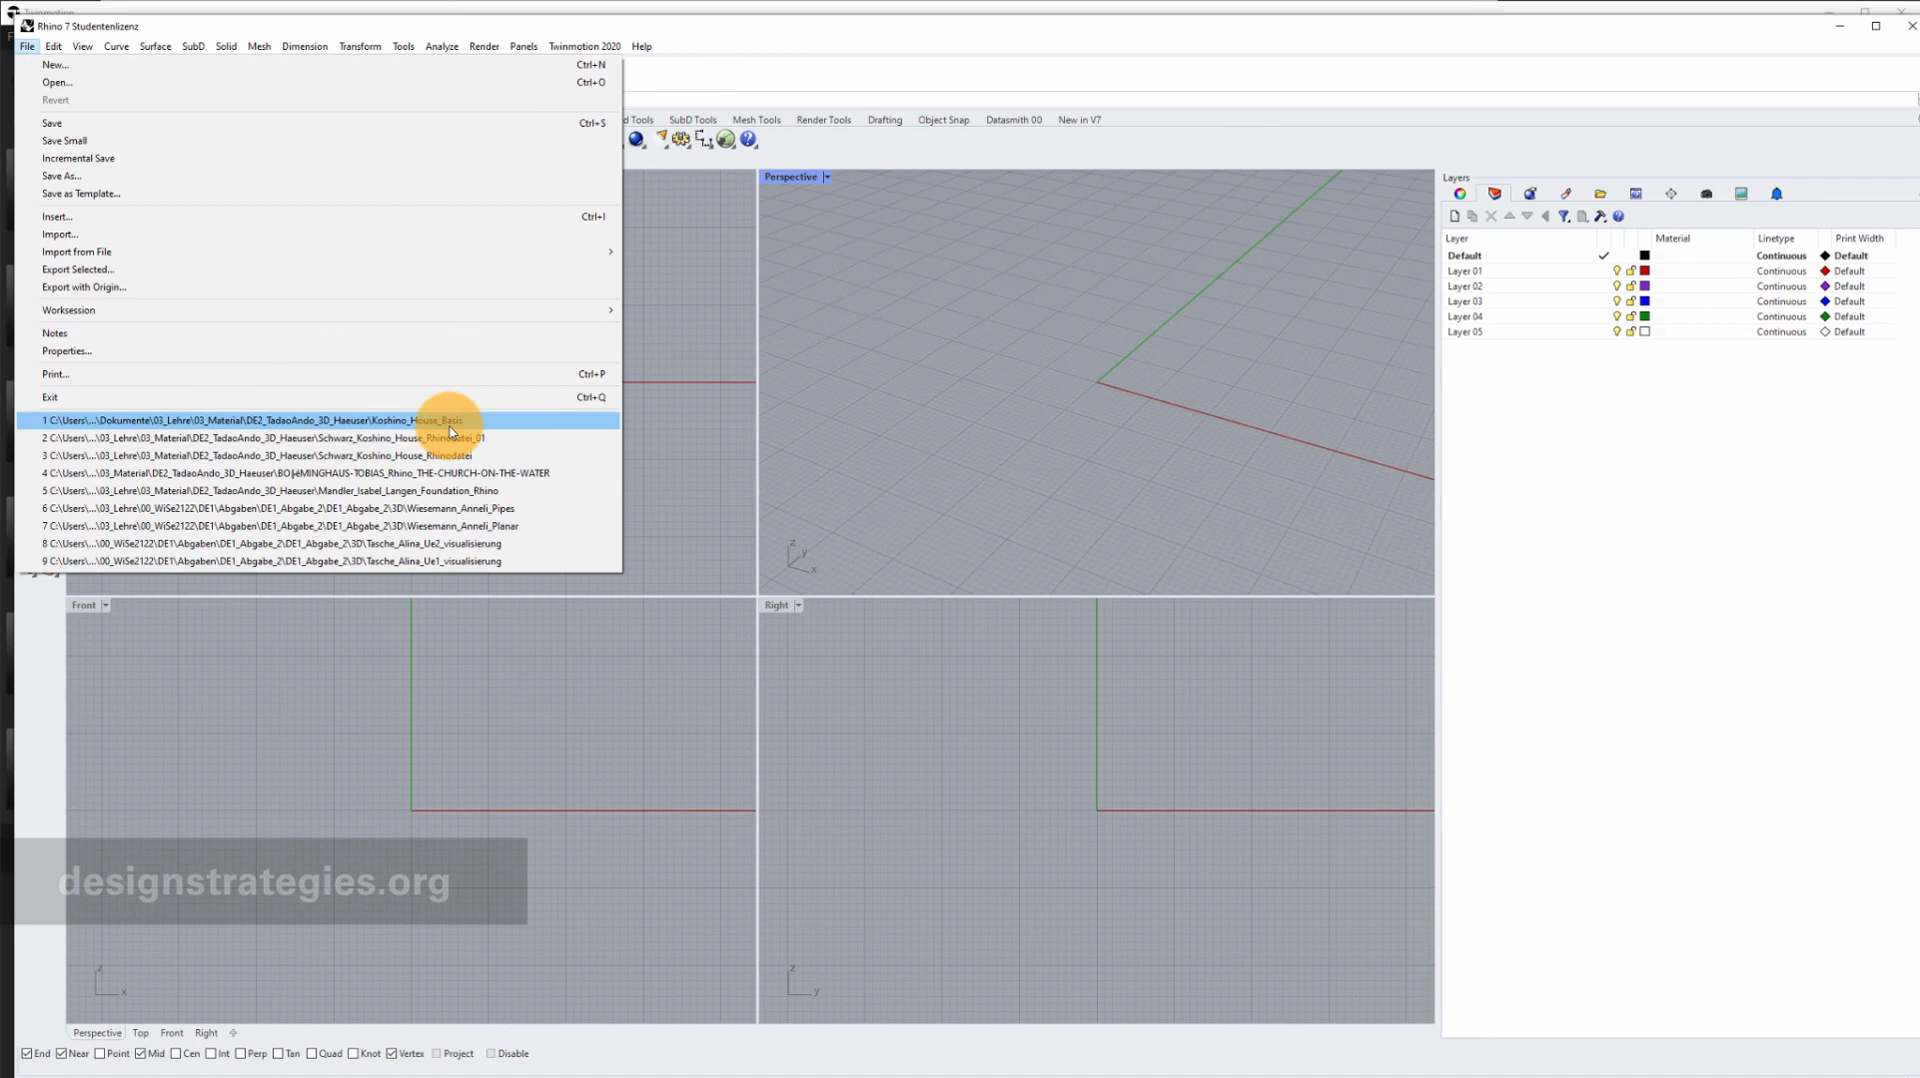 Twinmotion
Rhino 7 Studentenlizenz
File Edit View Curve Surface SubD Solid Mesh Dimension Transform Tools Analyze Render Panels Twinmotion 2020 Help
New... Ctrl+N
Open... Ctrl+O
Revert
Save Ctrl+S
Save Small
Incremental Save
Save As...
Save as Template...
Insert... Ctrl+I
Import...
Import from File
Export Selected...
Export with Origin...
Worksession
Notes
Properties...
Print... Ctrl+P
Exit Ctrl+Q
1 C:\Users\...\Dokumente\03_Lehre\03_Material\DE2_TadaoAndo_3D_Haeuser\Koshino_House_Basis
2 C:\Users\...\03_Lehre\03_Material\DE2_TadaoAndo_3D_Haeuser\Schwarz_Koshino_House_Rhinodatei_01
3 C:\Users\...\03_Lehre\03_Material\DE2_TadaoAndo_3D_Haeuser\Schwarz_Koshino_House_Rhinodatei
4 C:\Users\...\03_Material\DE2_TadaoAndo_3D_Haeuser\
5 C:\Users\...\03_Lehre\03_Material\DE2_TadaoAndo_3D_Haeuser\Mandler_Isabel_Langen_Foundation_Rhino
6 C:\Users\...\03_Lehre\00_WiSe2122\DE1\Abgaben\DE1_Abgabe_2\DE1_Abgabe_2\3D\Wiesemann_Anneli_Pipes
7 C:\Users\...\03_Lehre\00_WiSe2122\DE1\Abgaben\DE1_Abgabe_2\DE1_Abgabe_2\3D\Wiesemann_Anneli_Planar
8 C:\Users\...\00_WiSe2122\DE1\Abgaben\DE1_Abgabe_2\DE1_Abgabe_2\3D\Tasche_Alina_Ue2_visualisierung
9 C:\Users\...\00_WiSe2122\DE1\Abgaben\DE1_Abgabe_2\DE1_Abgabe_2\3D\Tasche_Alina_Ue1_visualisierung
d Tools SubD Tools Mesh Tools Render Tools Drafting Object Snap Datasmith 00 New in V7
Perspective
z
y
x
Layers
Layer Material Linetype Print Width
Default Continuous Default
Layer 01 Continuous Default
Layer 02 Continuous Default
Layer 03 Continuous Default
Layer 04 Continuous Default
Layer 05 Continuous Default
Front
z
x
Right
z
y
designstrategies.org
Perspective Top Front Right
End Near Point Mid Cen Int Perp Tan Quad Knot Vertex Project Disable